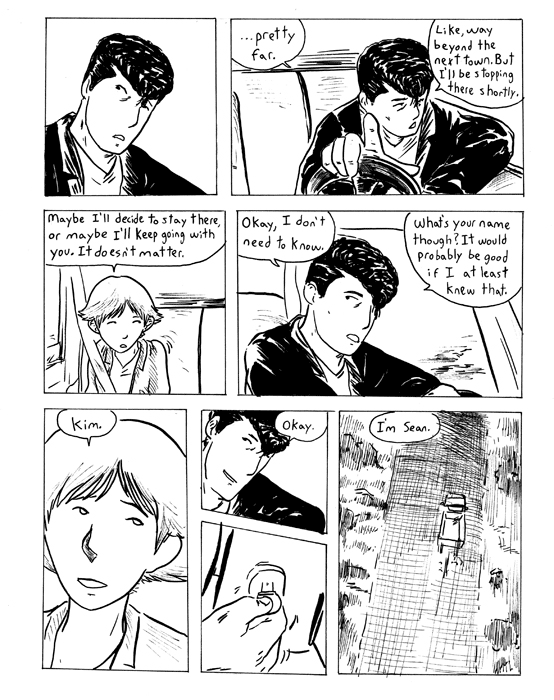 ...pretty
far.
Like, way
beyond the
next town. But
I'll be stopping
there shortly.
Maybe I'll decide to stay there,
or maybe I'll keep going with
you. It doesn't matter.
Okay, I don't
need to know.
What's your name
though? It would
probably be good
if I at least
knew that.
Kim.
Okay.
I'm Sean.